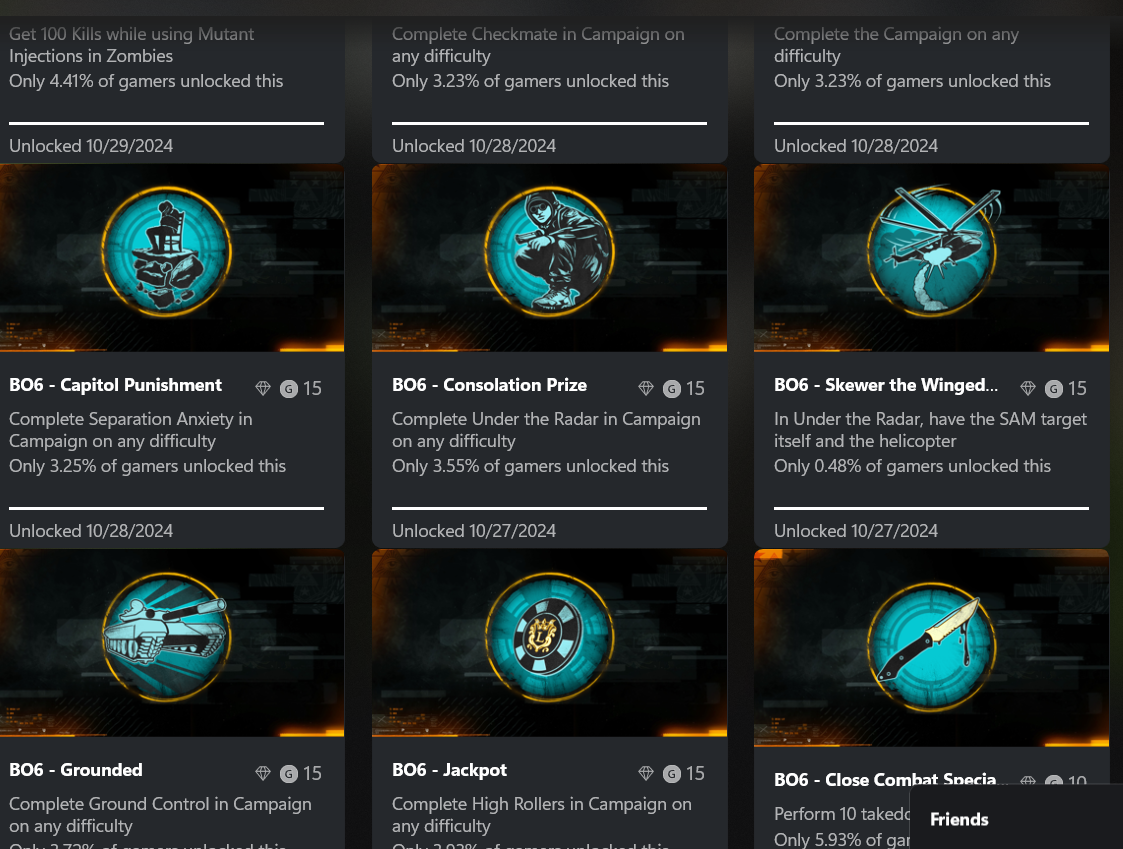 Get 100 Kills while using Mutant
Injections in Zombies
Only 4.41% of gamers unlocked this
Unlocked 10/29/2024
Complete Checkmate in Campaign on
any difficulty
Only 3.23% of gamers unlocked this
Unlocked 10/28/2024
Complete the Campaign on any
difficulty
Only 3.23% of gamers unlocked this
Unlocked 10/28/2024
BO6 - Capitol Punishment G 15
Complete Separation Anxiety in
Campaign on any difficulty
Only 3.25% of gamers unlocked this
Unlocked 10/28/2024
BO6 - Consolation Prize G 15
Complete Under the Radar in Campaign
on any difficulty
Only 3.55% of gamers unlocked this
Unlocked 10/27/2024
BO6 - Skewer the Winged... G 15
In Under the Radar, have the SAM target
itself and the helicopter
Only 0.48% of gamers unlocked this
Unlocked 10/27/2024
BO6 - Grounded G 15
Complete Ground Control in Campaign
on any difficulty
L
BO6 - Jackpot G 15
Complete High Rollers in Campaign on
any difficulty
BO6 - Close Combat Specia... G 10
Perform 10 takedo
Only 5.93% of gar
Friends